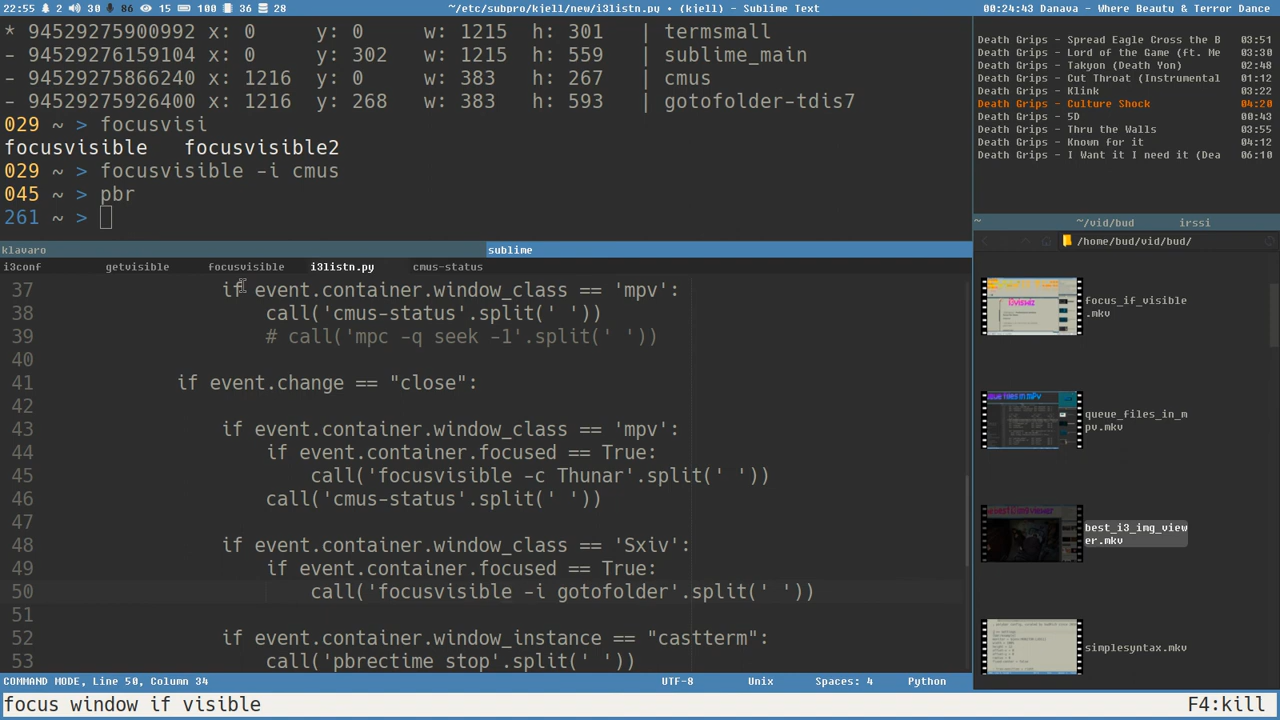 22:55 2 30 86 15 100 36 28 ~/etc/subpro/kjell/new/i3listn.py • (kjell) - Sublime Text 00:24:43 Danava - Where Beauty & Terror Dance
* 94529275900992 x: 0 y: 0 w: 1215 h: 301 | termsmall
- 94529276159104 x: 0 y: 302 w: 1215 h: 559 | sublime_main
- 94529275866240 x: 1216 y: 0 w: 383 h: 267 | cmus
- 94529275926400 x: 1216 y: 268 w: 383 h: 593 | gotofolder-tdis7
029 ~ > focusvisi
focusvisible focusvisible2
029 ~ > focusvisible -i cmus
045 ~ > pbr
261 ~ >
Death Grips - Spread Eagle Cross the B 03:51
Death Grips - Lord of the Game (ft. Me 03:30
Death Grips - Takyon (Death Yon) 02:48
Death Grips - Cut Throat (Instrumental 01:12
Death Grips - Klink 03:22
Death Grips - Culture Shock 04:20
Death Grips - 5D 00:43
Death Grips - Thru the Walls 03:55
Death Grips - Known for it 04:12
Death Grips - I Want it I need it (Dea 06:10
klavaro sublime
i3conf getvisible focusvisible i3listn.py cmus-status
37 if event.container.window_class == 'mpv':
38 call('cmus-status'.split(' '))
39 # call('mpc -q seek -1'.split(' '))
40
41 if event.change == "close":
42
43 if event.container.window_class == 'mpv':
44 if event.container.focused == True:
45 call('focusvisible -c Thunar'.split(' '))
46 call('cmus-status'.split(' '))
47
48 if event.container.window_class == 'Sxiv':
49 if event.container.focused == True:
50 call('focusvisible -i gotofolder'.split(' '))
51
52 if event.container.window_instance == "castterm":
53 call('pbrectime stop'.split(' '))
COMMAND MODE, Line 50, Column 34 UTF-8 Unix Spaces: 4 Python
~ ~/vid/bud irssi
/home/bud/vid/bud/
focus_if_visible
.mkv
queue_files_in_m
pv.mkv
best_i3_img_view
er.mkv
simplesyntax.mkv
focus window if visible F4:kill